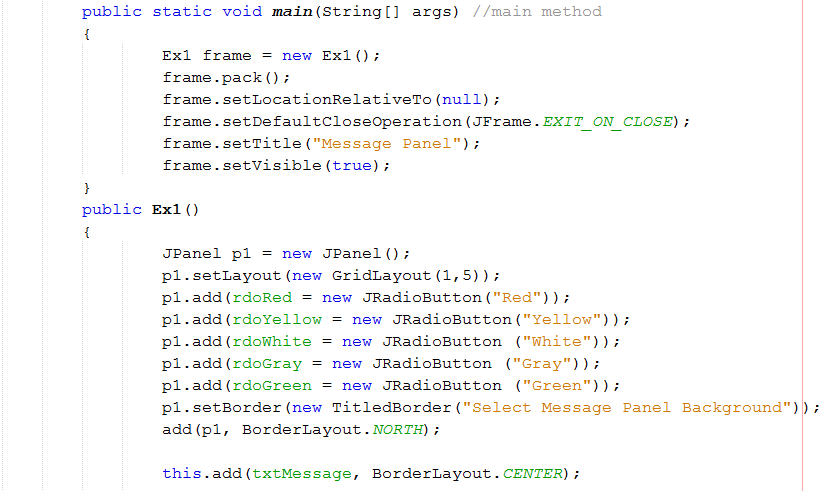 public static void main(String[] args) //main method
{
Ex1 frame = new Ex1();
frame.pack();
frame.setLocationRelativeTo(null);
frame.setDefaultCloseOperation(JFrame.EXIT_ON_CLOSE);
frame.setTitle("Message Panel");
frame.setVisible(true);
}
public Ex1()
{
JPanel p1 = new JPanel();
p1.setLayout(new GridLayout(1,5));
p1.add(rdoRed = new JRadioButton("Red"));
p1.add(rdoYellow = new JRadioButton("Yellow"));
p1.add(rdoWhite = new JRadioButton ("White"));
p1.add(rdoGray = new JRadioButton ("Gray"));
p1.add(rdoGreen = new JRadioButton ("Green"));
p1.setBorder(new TitledBorder("Select Message Panel Background"));
add(p1, BorderLayout.NORTH);
this.add(txtMessage, BorderLayout.CENTER);